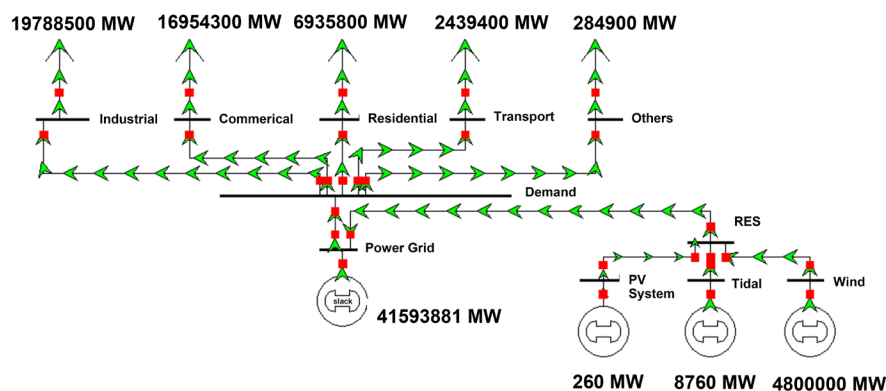 19788500 MW
16954300 MW
6935800 MW
2439400 MW
284900 MW
Industrial
Commerical
Residential
Transport
Others
Demand
RES
Power Grid
slack
41593881 MW
PV
System
Tidal
Wind
260 MW
8760 MW
4800000 MW